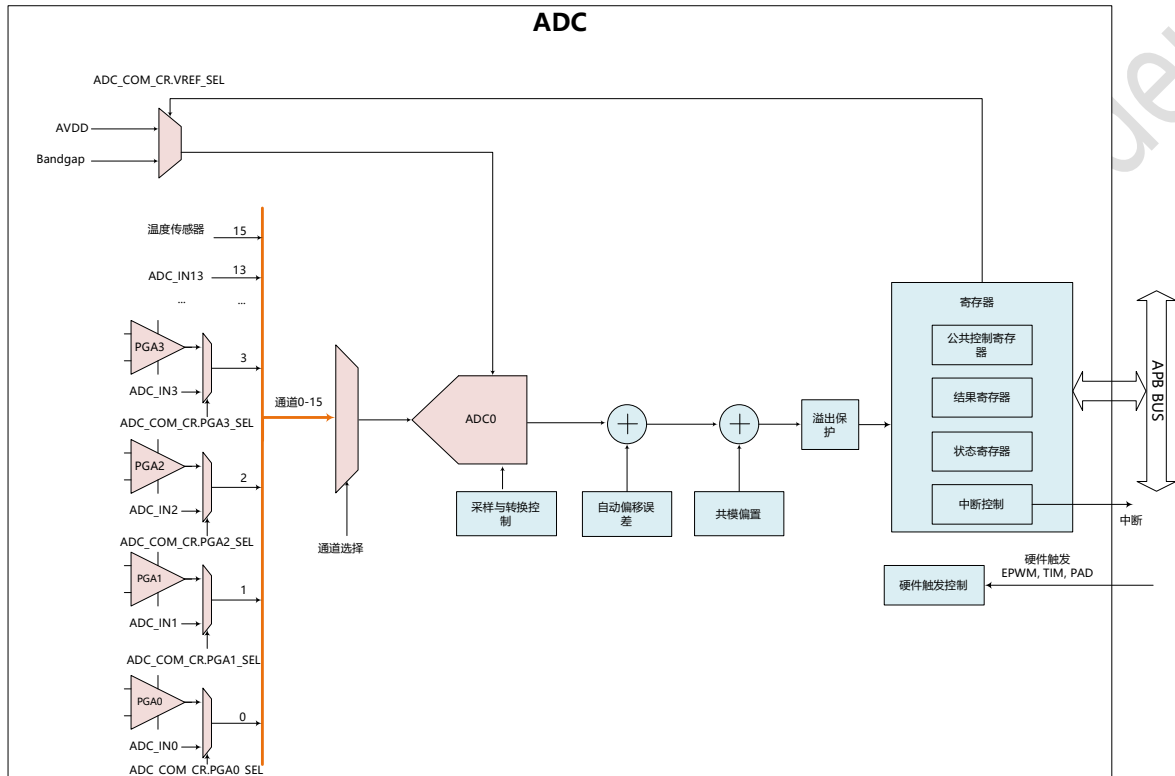 ADC
ADC_COM_CR.VREF_SEL
AVDD
Bandgap
温度传感器
15
ADC_IN13
13
...
...
PGA3
3
ADC_IN3
ADC_COM_CR.PGA3_SEL
PGA2
2
ADC_IN2
ADC_COM_CR.PGA2_SEL
PGA1
1
ADC_IN1
ADC_COM_CR.PGA1_SEL
PGA0
0
ADC_IN0
ADC_COM_CR.PGA0_SEL
通道0-15
通道选择
ADC0
采样与转换控
制
自动偏移误
差
共模偏置
溢出保
护
寄存器
公共控制寄存
器
结果寄存器
状态寄存器
中断控制
APB BUS
中断
硬件触发
EPWM, TIM, PAD
硬件触发控制